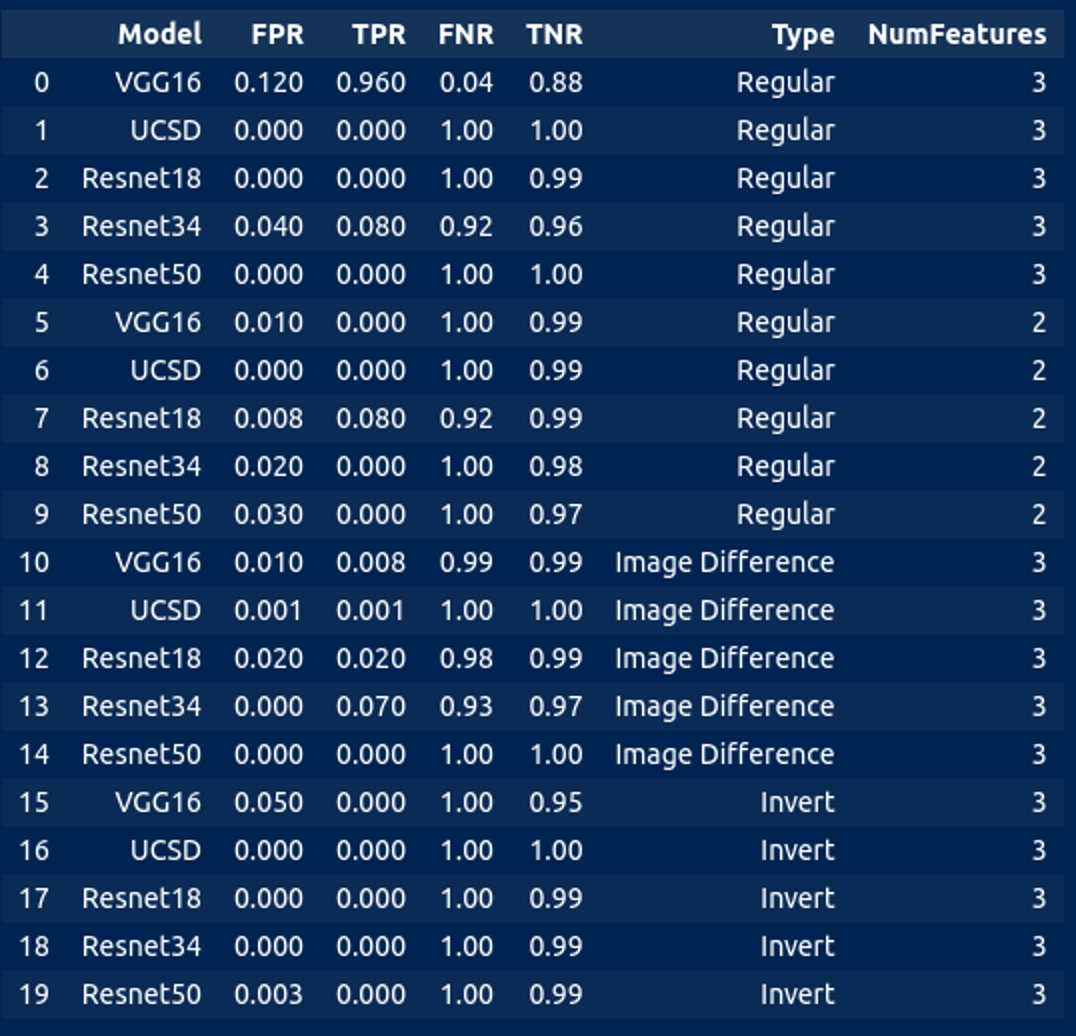 Model FPR TPR FNR TNR Type NumFeatures
0 VGG16 0.120 0.960 0.04 0.88 Regular 3
1 UCSD 0.000 0.000 1.00 1.00 Regular 3
2 Resnet18 0.000 0.000 1.00 0.99 Regular 3
3 Resnet34 0.040 0.080 0.92 0.96 Regular 3
4 Resnet50 0.000 0.000 1.00 1.00 Regular 3
5 VGG16 0.010 0.000 1.00 0.99 Regular 2
6 UCSD 0.000 0.000 1.00 0.99 Regular 2
7 Resnet18 0.008 0.080 0.92 0.99 Regular 2
8 Resnet34 0.020 0.000 1.00 0.98 Regular 2
9 Resnet50 0.030 0.000 1.00 0.97 Regular 2
10 VGG16 0.010 0.008 0.99 0.99 Image Difference 3
11 UCSD 0.001 0.001 1.00 1.00 Image Difference 3
12 Resnet18 0.020 0.020 0.98 0.99 Image Difference 3
13 Resnet34 0.000 0.070 0.93 0.97 Image Difference 3
14 Resnet50 0.000 0.000 1.00 1.00 Image Difference 3
15 VGG16 0.050 0.000 1.00 0.95 Invert 3
16 UCSD 0.000 0.000 1.00 1.00 Invert 3
17 Resnet18 0.000 0.000 1.00 0.99 Invert 3
18 Resnet34 0.000 0.000 1.00 0.99 Invert 3
19 Resnet50 0.003 0.000 1.00 0.99 Invert 3